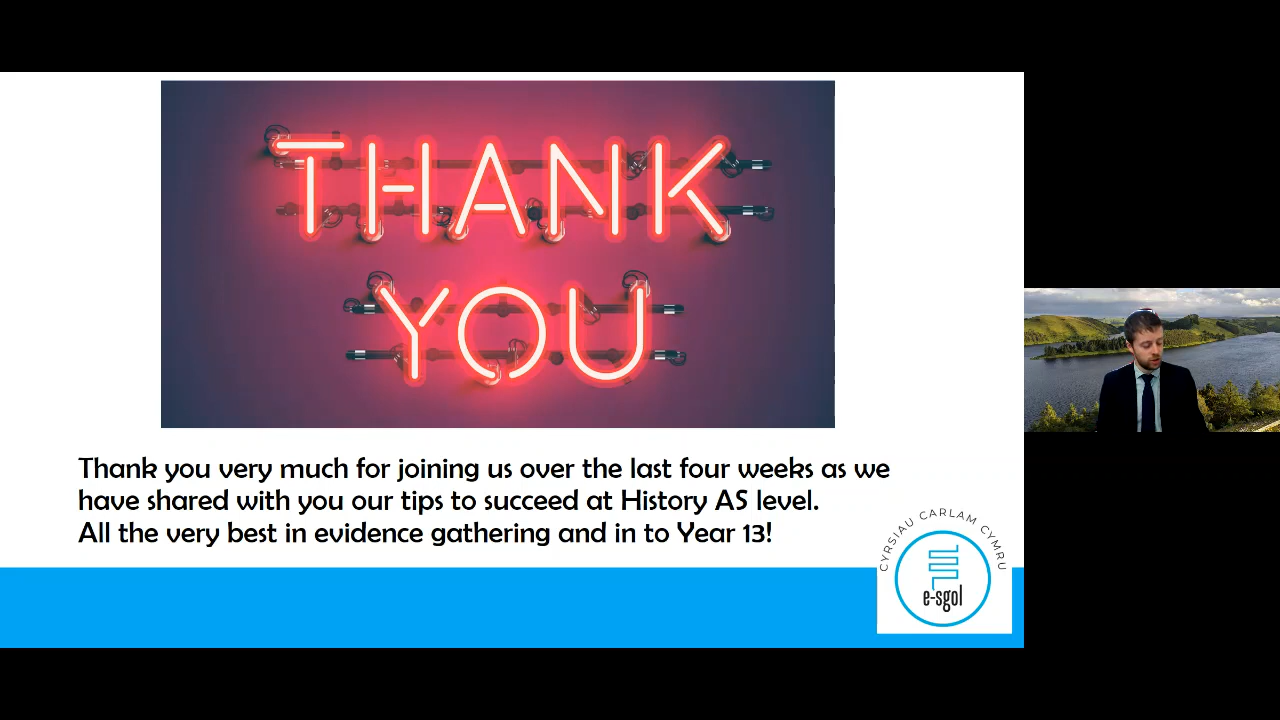 THANK
YOU
Thank you very much for joining us over the last four weeks as we
have shared with you our tips to succeed at History AS level.
All the very best in evidence gathering and in to Year 13!
CYRSIAU CARLAM CYMRU
e-sgol